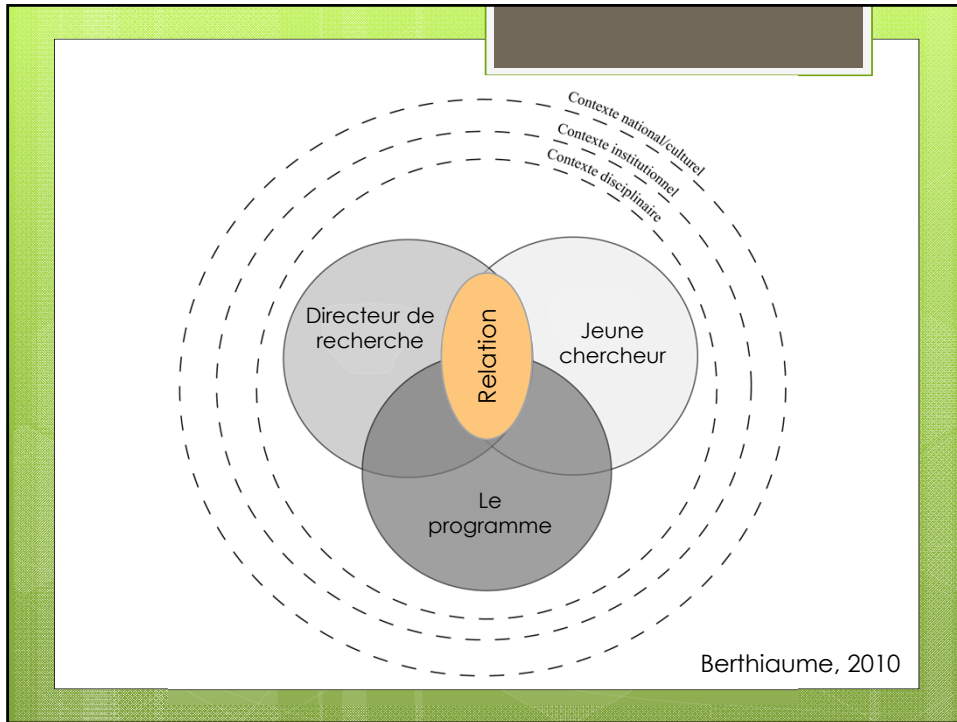 Contexte national/culturel
Contexte institutionnel
Contexte disciplinaire
Directeur de
recherche
Relation
Jeune
chercheur
Le
programme
Berthiaume, 2010